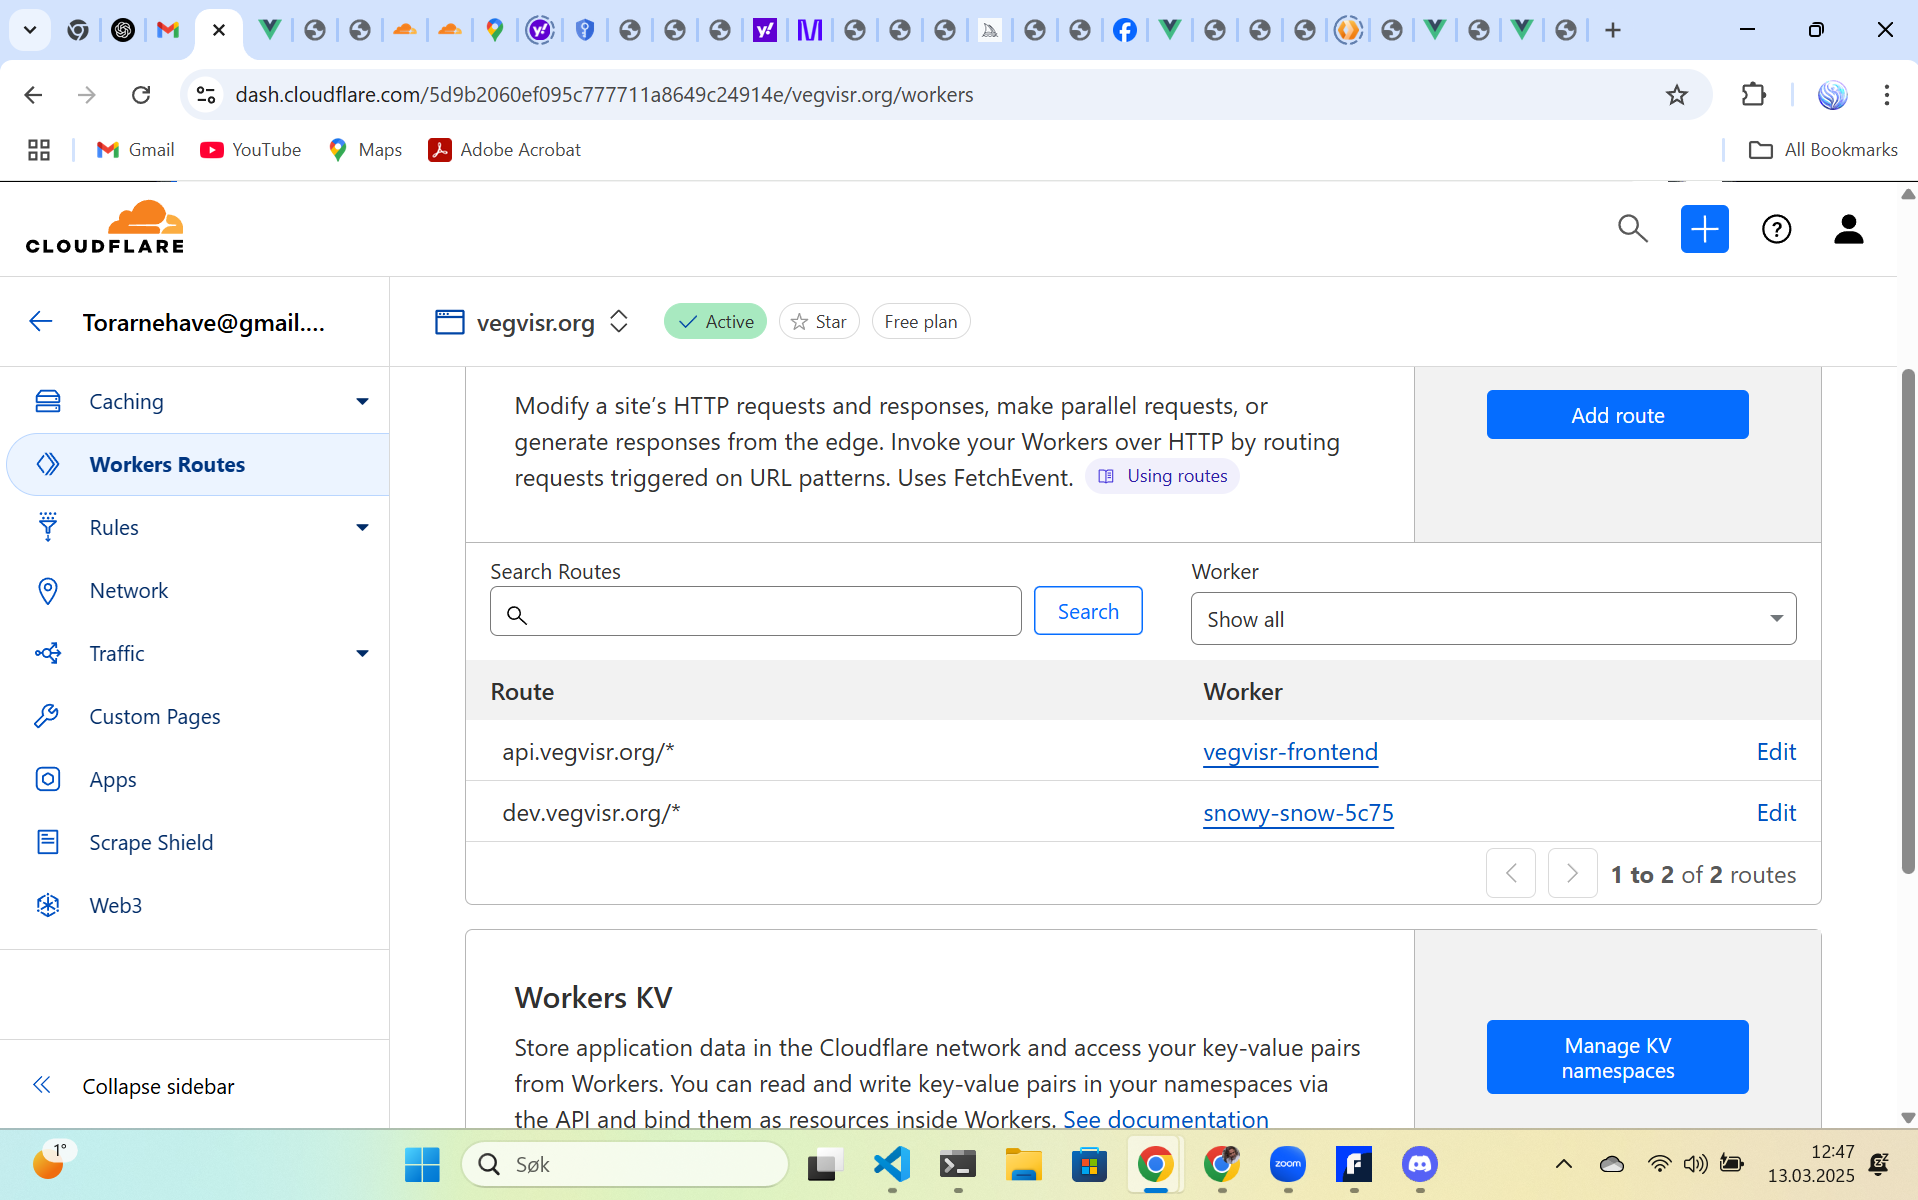 dash.cloudflare.com/5d9b2060ef095c777711a8649c24914e/vegvisr.org/workers
Gmail
YouTube
Maps
Adobe Acrobat
All Bookmarks
CLOUDFLARE
Torarnehave@gmail....
vegvisr.org
Active
Star
Free plan
Caching
Workers Routes
Rules
Network
Traffic
Custom Pages
Apps
Scrape Shield
Web3
Collapse sidebar
Modify a site’s HTTP requests and responses, make parallel requests, or
generate responses from the edge. Invoke your Workers over HTTP by routing
requests triggered on URL patterns. Uses FetchEvent. Using routes
Add route
Search Routes
Search
Worker
Show all
Route Worker
api.vegvisr.org/* vegvisr-frontend Edit
dev.vegvisr.org/* snowy-snow-5c75 Edit
1 to 2 of 2 routes
Workers KV
Store application data in the Cloudflare network and access your key-value pairs
from Workers. You can read and write key-value pairs in your namespaces via
the API and bind them as resources inside Workers. See documentation
Manage KV
namespaces
1°
Søk
zoom
12:47
13.03.2025